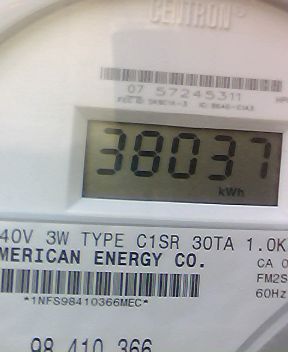 CENTRON®
07 57245311
38037
kWh
40V 3W TYPE C1SR 30TA 1.0K
MERICAN ENERGY CO.
CA 0
FM2S
60Hz
*1NFS98410366MEC*
98 410 366